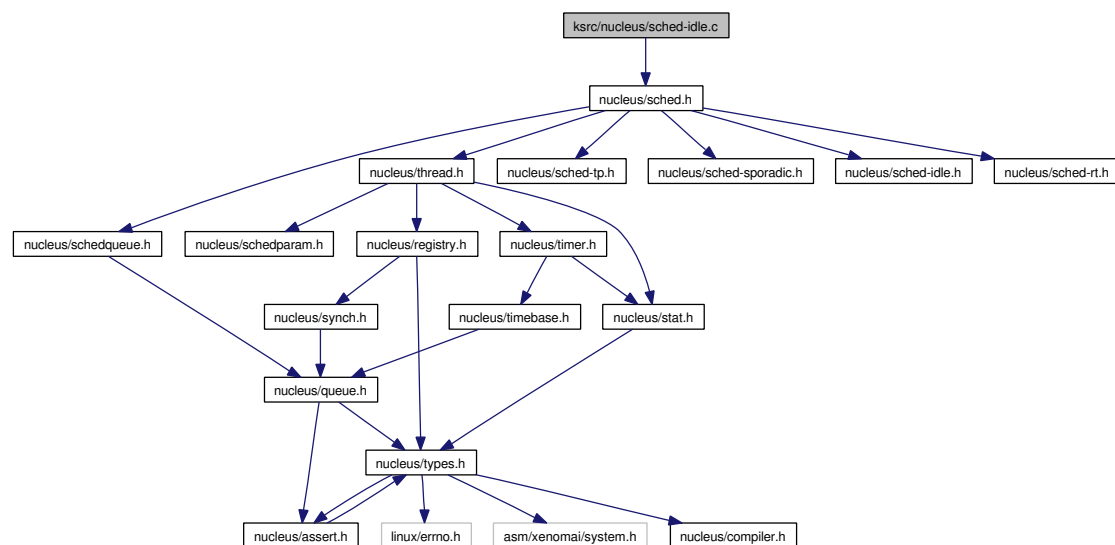 ksrc/nucleus/sched-idle.c
nucleus/sched.h
nucleus/thread.h
nucleus/sched-tp.h
nucleus/sched-sporadic.h
nucleus/sched-idle.h
nucleus/sched-rt.h
nucleus/schedqueue.h
nucleus/schedparam.h
nucleus/registry.h
nucleus/timer.h
nucleus/synch.h
nucleus/timebase.h
nucleus/stat.h
nucleus/queue.h
nucleus/types.h
nucleus/assert.h
linux/errno.h
asm/xenomai/system.h
nucleus/compiler.h